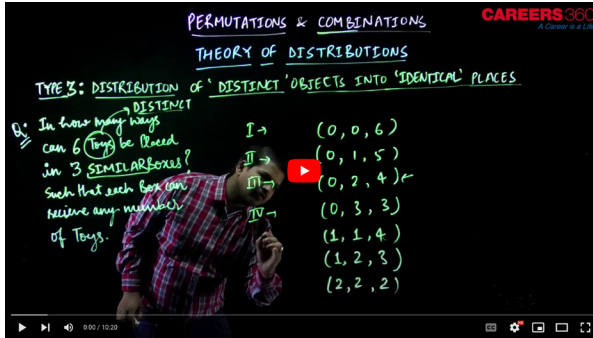 PERMUTATIONS & COMBINATIONS
CAREERS360
A Career is a Life
THEORY OF DISTRIBUTIONS
TYPE 3: DISTRIBUTION OF 'DISTINCT' OBJECTS INTO 'IDENTICAL' PLACES
DISTINCT
Q: In how many ways
can 6 Toys be Placed
in 3 SIMILAR BOXES?
Such that each Box can
recieve any number
of Toys.
I → (0, 0, 6)
II → (0, 1, 5)
III → (0, 2, 4) ←
IV → (0, 3, 3)
(1, 1, 4)
(1, 2, 3)
(2, 2, 2)
0:00 / 10:20
CC